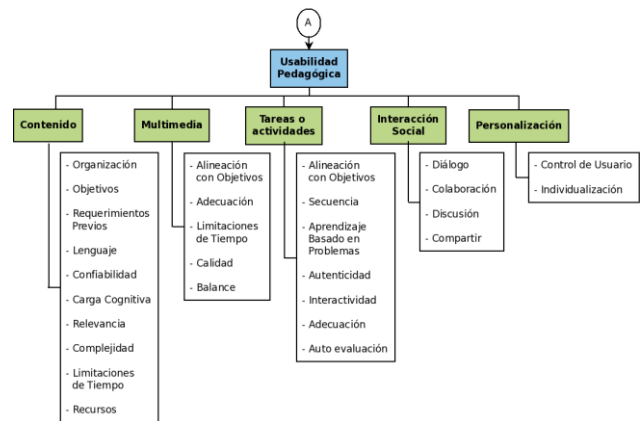 A
Usabilidad
Pedagógica
Contenido
Multimedia
Tareas o
actividades
Interacción
Social
Personalización
- Organización
- Objetivos
- Requerimientos
Previos
- Lenguaje
- Confiabilidad
- Carga Cognitiva
- Relevancia
- Complejidad
- Limitaciones
de Tiempo
- Recursos
- Alineación
con Objetivos
- Adecuación
- Limitaciones
de Tiempo
- Calidad
- Balance
- Alineación
con Objetivos
- Secuencia
- Aprendizaje
Basado en
Problemas
- Autenticidad
- Interactividad
- Adecuación
- Auto evaluación
- Diálogo
- Colaboración
- Discusión
- Compartir
- Control de Usuario
- Individualización